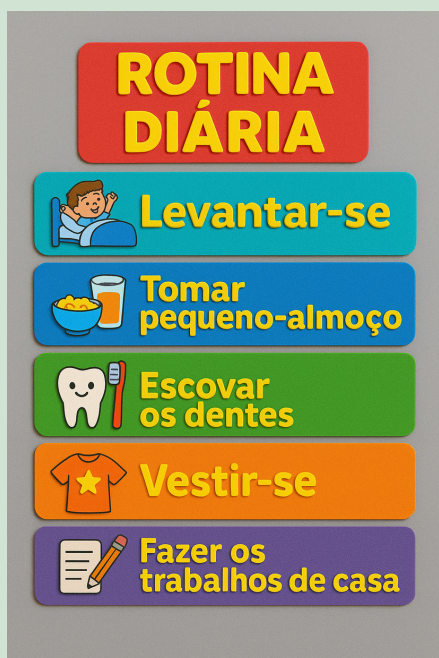 ROTINA
DIÁRIA
Levantar-se
Tomar
pequeno-almoço
Escovar
os dentes
Vestir-se
Fazer os
trabalhos de casa